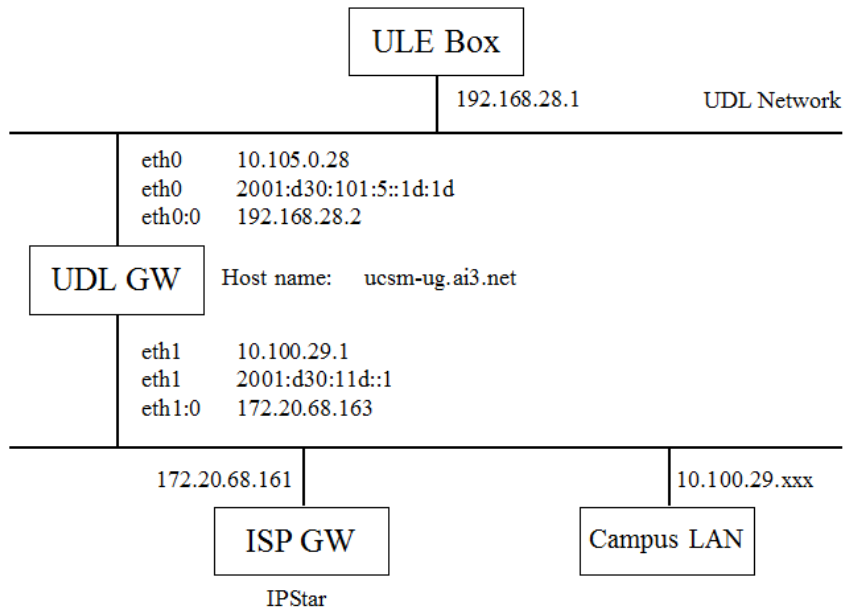 ULE Box
192.168.28.1 UDL Network
eth0 10.105.0.28
eth0 2001:d30:101:5::1d:1d
eth0:0 192.168.28.2
UDL GW Host name: ucsm-ug.ai3.net
eth1 10.100.29.1
eth1 2001:d30:11d::1
eth1:0 172.20.68.163
172.20.68.161 10.100.29.xxx
ISP GW Campus LAN
IPStar